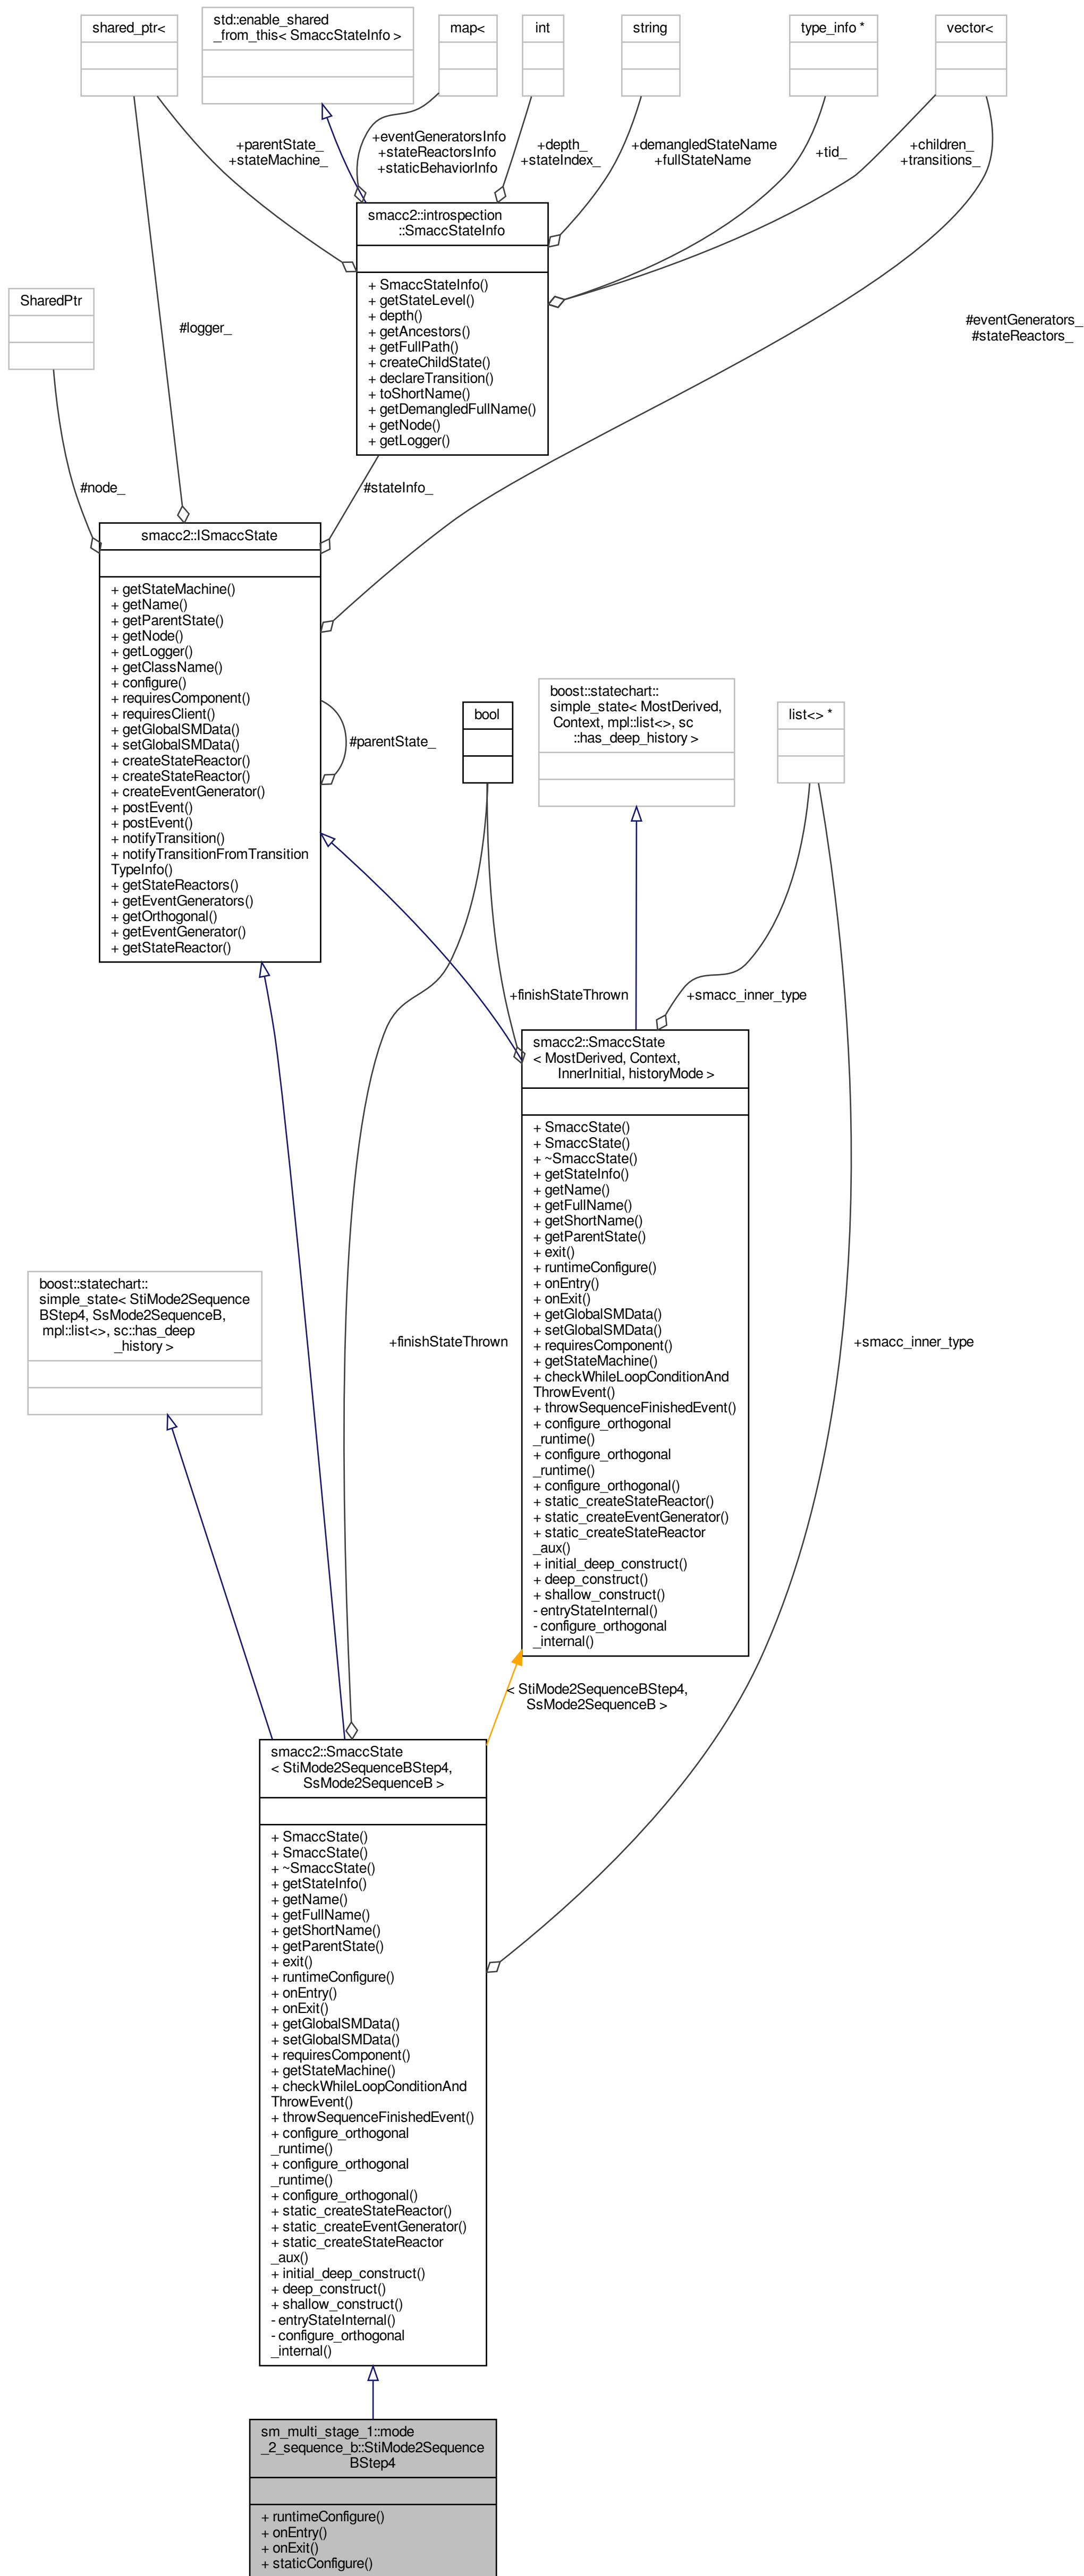 shared_ptr<
std::enable_shared
_from_this< SmaccStateInfo >
map<
int
string
type_info *
vector<
+parentState_
+stateMachine_
+eventGeneratorsInfo
+stateReactorsInfo
+staticBehaviorInfo
+depth_
+stateIndex_
+demangledStateName
+fullStateName
+tid_
+children_
+transitions_
smacc2::introspection
::SmaccStateInfo
+ SmaccStateInfo()
+ getStateLevel()
+ depth()
+ getAncestors()
+ getFullPath()
+ createChildState()
+ declareTransition()
+ toShortName()
+ getDemangledFullName()
+ getNode()
+ getLogger()
SharedPtr
#logger_
#eventGenerators_
#stateReactors_
#node_
#stateInfo_
smacc2::ISmaccState
+ getStateMachine()
+ getName()
+ getParentState()
+ getNode()
+ getLogger()
+ getClassName()
+ configure()
+ requiresComponent()
+ requiresClient()
+ getGlobalSMData()
+ setGlobalSMData()
+ createStateReactor()
+ createStateReactor()
+ createEventGenerator()
+ postEvent()
+ postEvent()
+ notifyTransition()
+ notifyTransitionFromTransition
TypeInfo()
+ getStateReactors()
+ getEventGenerators()
+ getOrthogonal()
+ getEventGenerator()
+ getStateReactor()
#parentState_
bool
boost::statechart::
simple_state< MostDerived,
Context, mpl::list<>, sc
::has_deep_history >
list<> *
+finishStateThrown
+smacc_inner_type
smacc2::SmaccState
< MostDerived, Context,
InnerInitial, historyMode >
+ SmaccState()
+ SmaccState()
+ ~SmaccState()
+ getStateInfo()
+ getName()
+ getFullName()
+ getShortName()
+ getParentState()
+ exit()
+ runtimeConfigure()
+ onEntry()
+ onExit()
+ getGlobalSMData()
+ setGlobalSMData()
+ requiresComponent()
+ getStateMachine()
+ checkWhileLoopConditionAnd
ThrowEvent()
+ throwSequenceFinishedEvent()
+ configure_orthogonal
_runtime()
+ configure_orthogonal
_runtime()
+ configure_orthogonal()
+ static_createStateReactor()
+ static_createEventGenerator()
+ static_createStateReactor
_aux()
+ initial_deep_construct()
+ deep_construct()
+ shallow_construct()
- entryStateInternal()
- configure_orthogonal
_internal()
boost::statechart::
simple_state< StiMode2Sequence
BStep4, SsMode2SequenceB,
mpl::list<>, sc::has_deep
_history >
+finishStateThrown
+smacc_inner_type
< StiMode2SequenceBStep4,
SsMode2SequenceB >
smacc2::SmaccState
< StiMode2SequenceBStep4,
SsMode2SequenceB >
+ SmaccState()
+ SmaccState()
+ ~SmaccState()
+ getStateInfo()
+ getName()
+ getFullName()
+ getShortName()
+ getParentState()
+ exit()
+ runtimeConfigure()
+ onEntry()
+ onExit()
+ getGlobalSMData()
+ setGlobalSMData()
+ requiresComponent()
+ getStateMachine()
+ checkWhileLoopConditionAnd
ThrowEvent()
+ throwSequenceFinishedEvent()
+ configure_orthogonal
_runtime()
+ configure_orthogonal
_runtime()
+ configure_orthogonal()
+ static_createStateReactor()
+ static_createEventGenerator()
+ static_createStateReactor
_aux()
+ initial_deep_construct()
+ deep_construct()
+ shallow_construct()
- entryStateInternal()
- configure_orthogonal
_internal()
sm_multi_stage_1::mode
_2_sequence_b::StiMode2Sequence
BStep4
+ runtimeConfigure()
+ onEntry()
+ onExit()
+ staticConfigure()